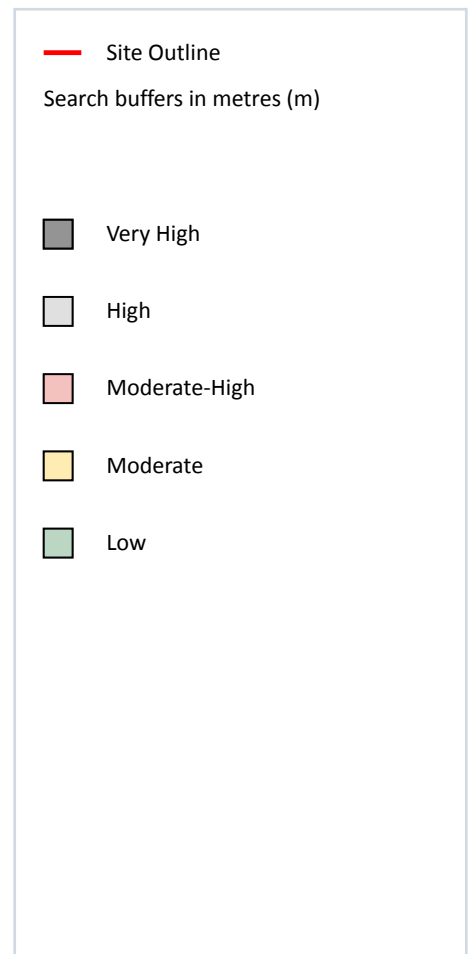 Site Outline
Search buffers in metres (m)
Very High
High
Moderate-High
Moderate
Low